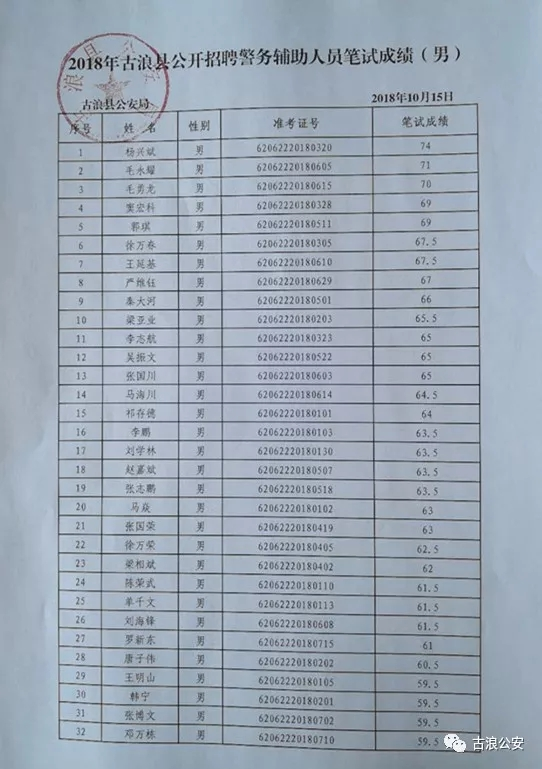 2018年古浪县公开招聘警务辅助人员笔试成绩（男）
古浪县公安局 2018年10月15日
序号 姓 名 性别 准考证号 笔试成绩
1 杨兴斌 男 62062220180320 74
2 毛永耀 男 62062220180605 71
3 毛勇龙 男 62062220180615 70
4 窦宏科 男 62062220180328 69
5 郭琪 男 62062220180511 69
6 徐万春 男 62062220180305 67.5
7 王延基 男 62062220180610 67.5
8 严继钰 男 62062220180629 67
9 秦大河 男 62062220180501 66
10 梁亚业 男 62062220180203 65.5
11 李志航 男 62062220180323 65
12 吴振文 男 62062220180522 65
13 张国川 男 62062220180603 65
14 马海川 男 62062220180614 64.5
15 祁存德 男 62062220180101 64
16 李鹏 男 62062220180103 63.5
17 刘学林 男 62062220180130 63.5
18 赵嘉斌 男 62062220180507 63.5
19 张志鹏 男 62062220180518 63.5
20 马焱 男 62062220180102 63
21 张国荣 男 62062220180419 63
22 徐万荣 男 62062220180405 62.5
23 梁相斌 男 62062220180402 62
24 陈荣武 男 62062220180110 61.5
25 单千文 男 62062220180113 61.5
26 刘海锋 男 62062220180608 61.5
27 罗新东 男 62062220180715 61
28 唐子伟 男 62062220180202 60.5
29 王明山 男 62062220180105 59.5
30 韩宁 男 62062220180201 59.5
31 张博文 男 62062220180702 59.5
32 邓万栋 男 62062220180710 59.5
古浪公安